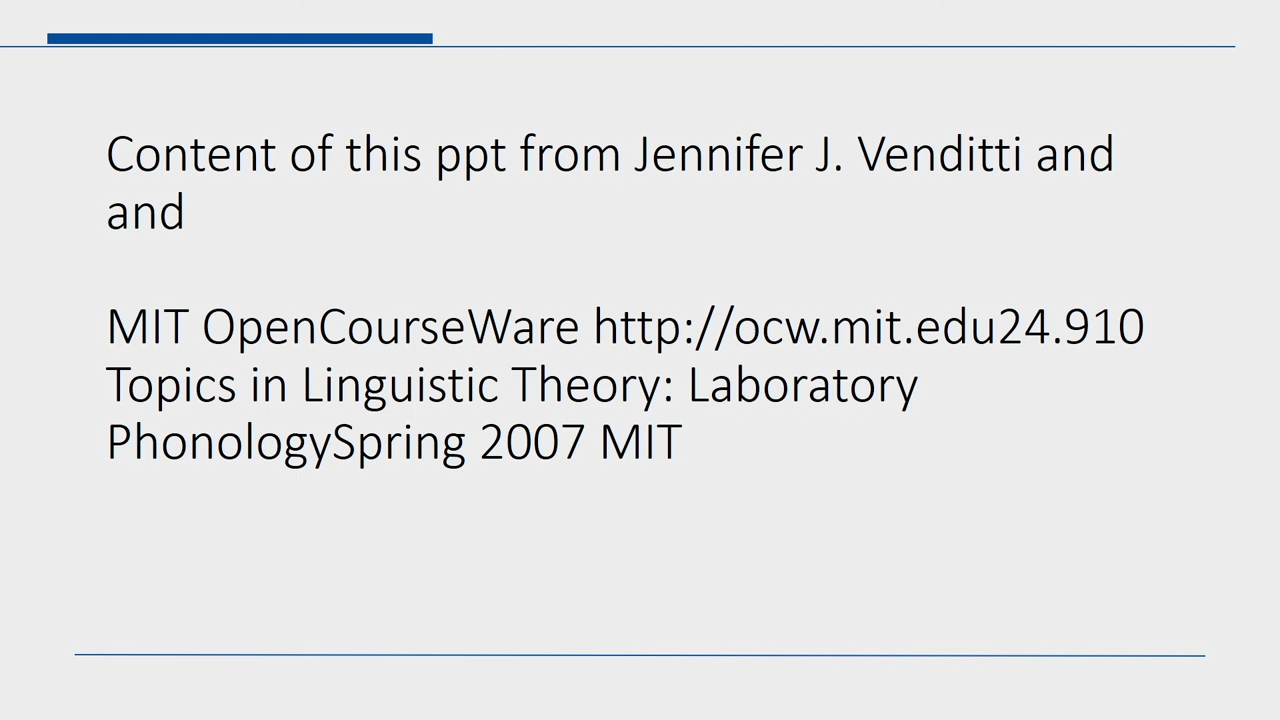 Content of this ppt from Jennifer J. Venditti and
and
MIT OpenCourseWare http://ocw.mit.edu24.910
Topics in Linguistic Theory: Laboratory
PhonologySpring 2007 MIT